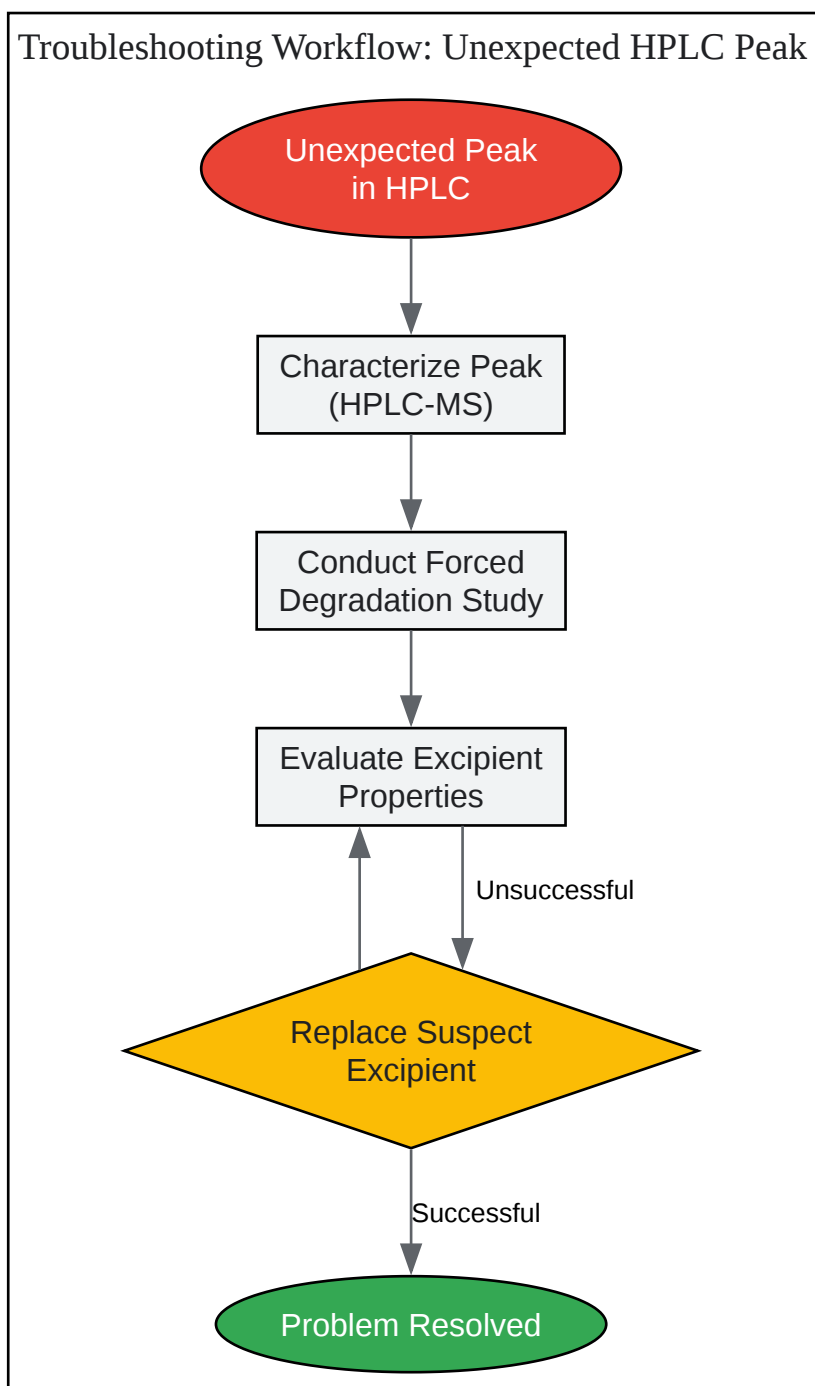 Troubleshooting Workflow: Unexpected HPLC Peak
Unexpected Peak
in HPLC
Characterize Peak
(HPLC-MS)
Conduct Forced
Degradation Study
Evaluate Excipient
Properties
Unsuccessful
Replace Suspect
Excipient
Successful
Problem Resolved